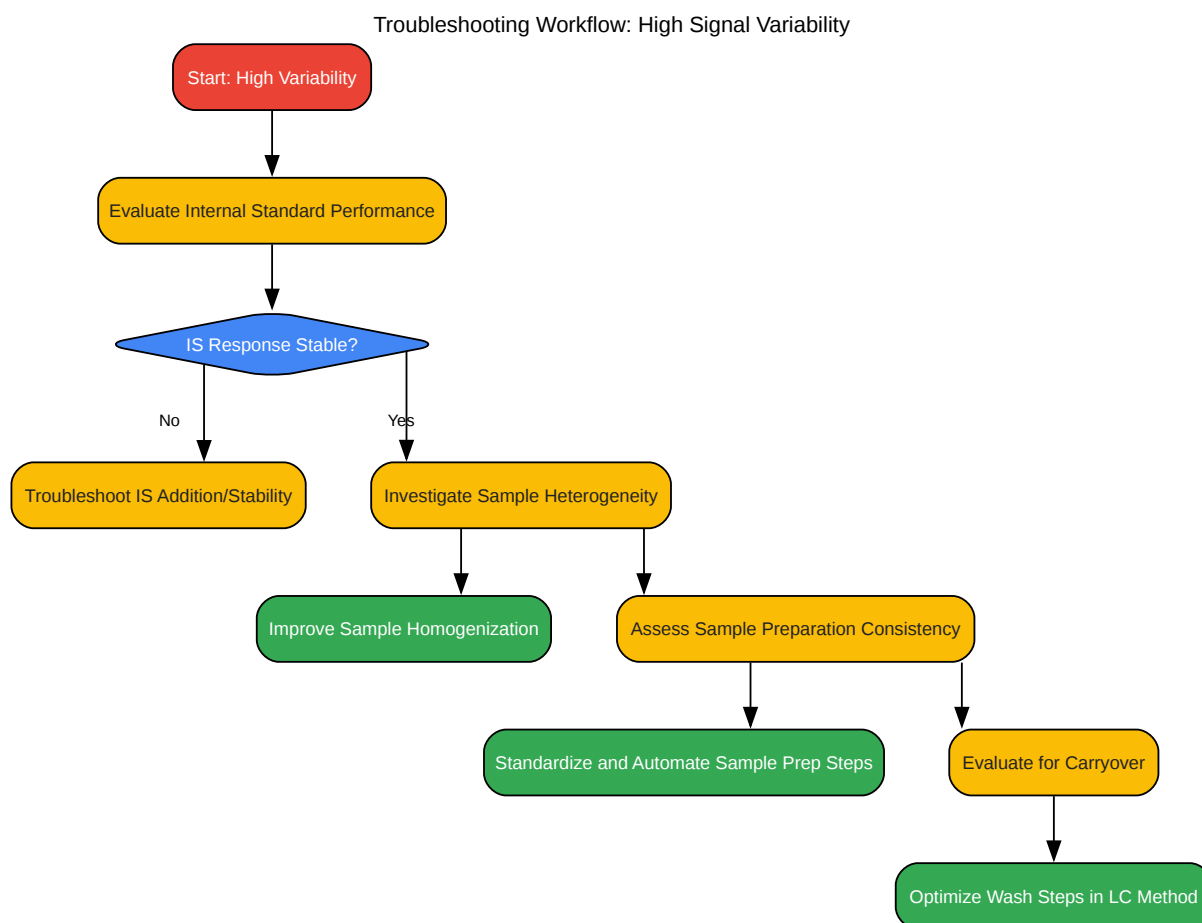 Troubleshooting Workflow: High Signal Variability
Start: High Variability
Evaluate Internal Standard Performance
IS Response Stable?
No
Yes
Troubleshoot IS Addition/Stability
Investigate Sample Heterogeneity
Improve Sample Homogenization
Assess Sample Preparation Consistency
Standardize and Automate Sample Prep Steps
Evaluate for Carryover
Optimize Wash Steps in LC Method